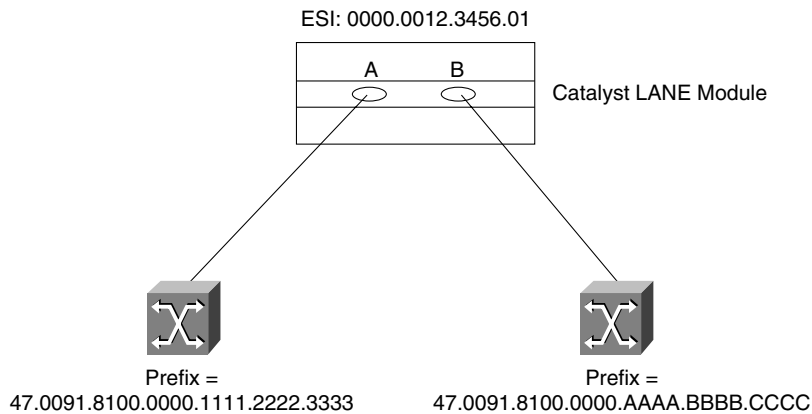 ESI: 0000.0012.3456.01
A
B
Catalyst LANE Module
Prefix =
47.0091.8100.0000.1111.2222.3333
Prefix =
47.0091.8100.0000.AAAA.BBBB.CCCC